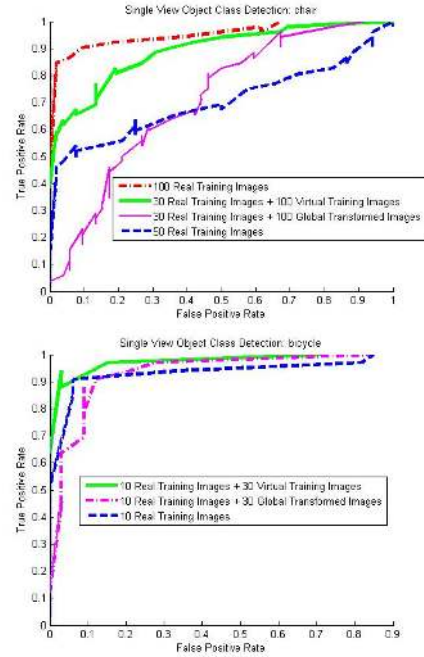 Single View Object Class Detection: chair
1
0.9
0.8
0.7
0.6
0.5
0.4
0.3
0.2
0.1
0
True Positive Rate
100 Real Training Images
30 Real Training Images + 100 Virtual Training Images
30 Real Training Images + 100 Global Transformed Images
50 Real Training Images
0 0.1 0.2 0.3 0.4 0.5 0.6 0.7 0.8 0.9 1
False Positive Rate
Single View Object Class Detection: bicycle
1
0.9
0.8
0.7
0.6
0.5
0.4
0.3
0.2
0.1
0
True Positive Rate
10 Real Training Images + 30 Virtual Training Images
10 Real Training Images + 30 Global Transformed Images
10 Real Training Images
0 0.1 0.2 0.3 0.4 0.5 0.6 0.7 0.8 0.9
False Positive Rate